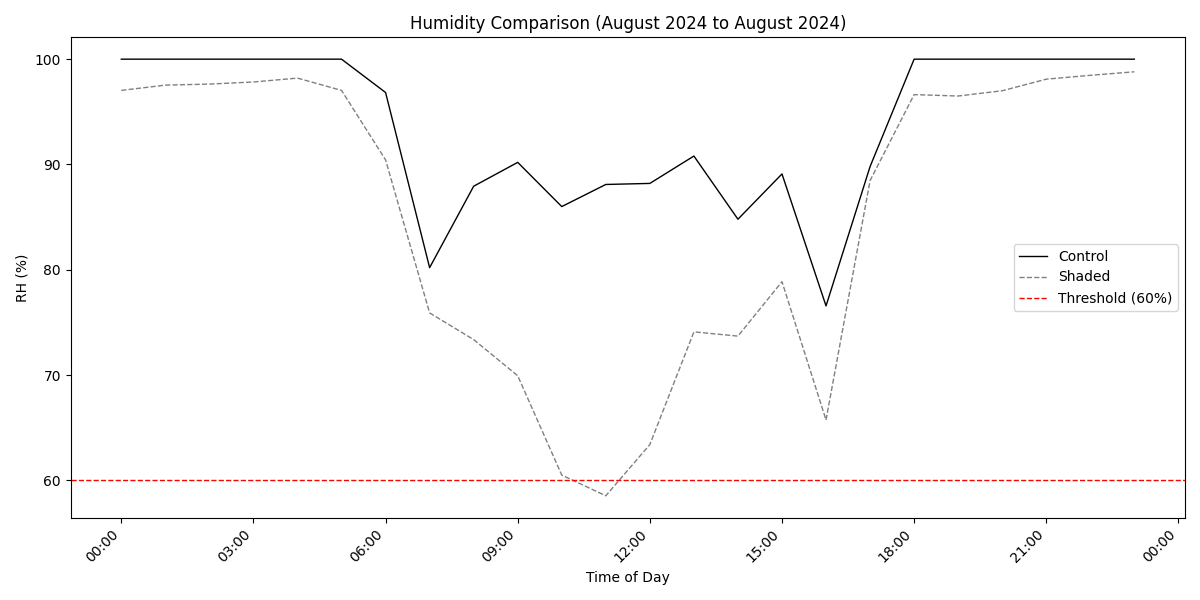 Humidity Comparison (August 2024 to August 2024)
100
90
80
70
60
RH (%)
Control
Shaded
Threshold (60%)
00:00
03:00
06:00
09:00
12:00
15:00
18:00
21:00
00:00
Time of Day